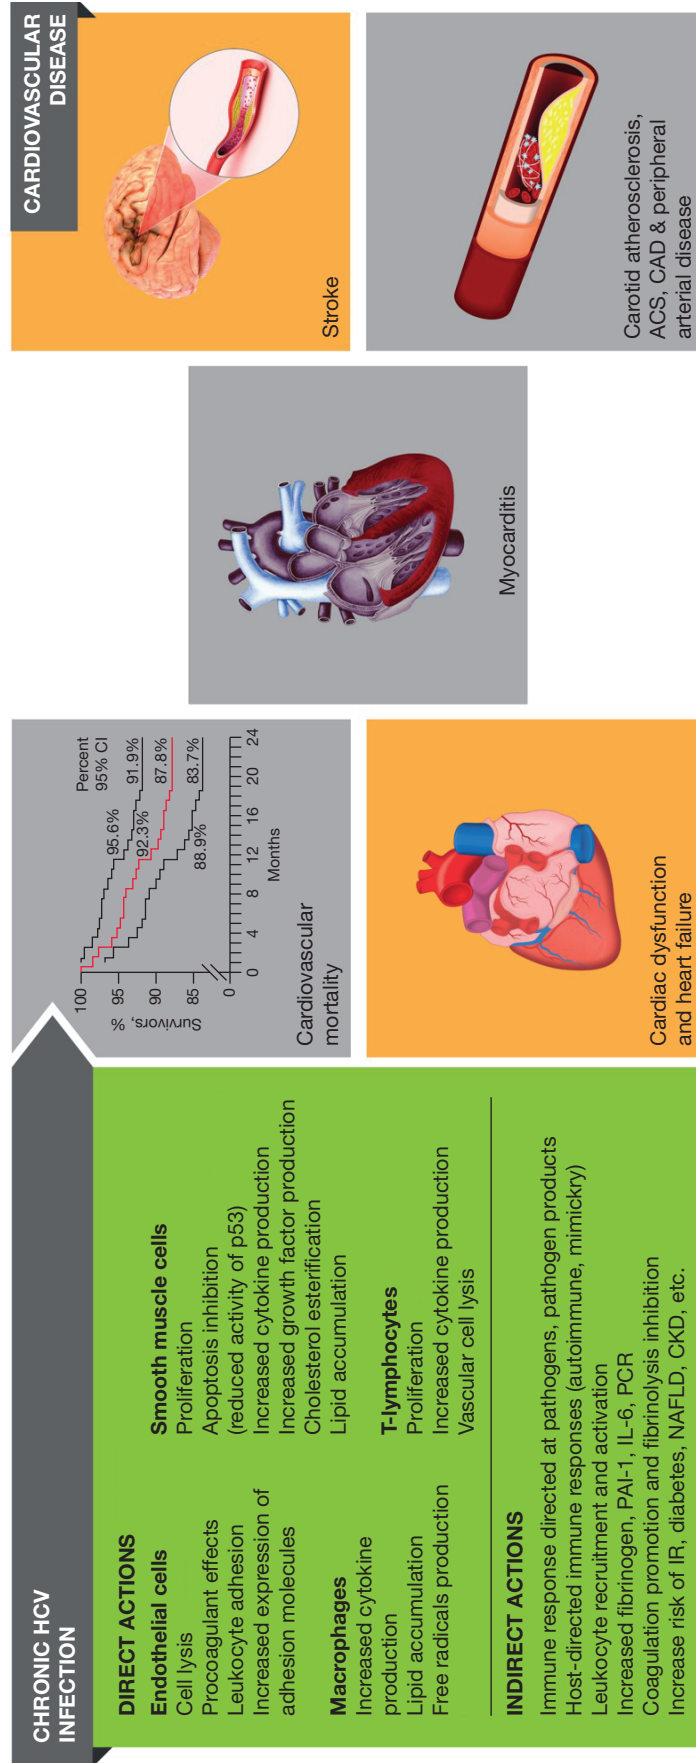 CHRONIC HCV
INFECTION
DIRECT ACTIONS
Endothelial cells
Cell lysis
Procoagulant effects
Leukocyte adhesion
Increased expression of
adhesion molecules
Macrophages
Increased cytokine
production
Lipid accumulation
Free radicals production
Smooth muscle cells
Proliferation
Apoptosis inhibition
(reduced activity of p53)
Increased cytokine production
Increased growth factor production
Cholesterol esterification
Lipid accumulation
T-lymphocytes
Proliferation
Increased cytokine production
Vascular cell lysis
INDIRECT ACTIONS
Immune response directed at pathogens, pathogen products
Host-directed immune responses (autoimmune, mimickry)
Leukocyte recruitment and activation
Increased fibrinogen, PAI-1, IL-6, PCR
Coagulation promotion and fibrinolysis inhibition
Increase risk of IR, diabetes, NAFLD, CKD, etc.
Survivors, %
100
95
90
85
0
Percent
95% CI
95.6%
91.9%
92.3%
87.8%
88.9%
83.7%
0 4 8 12 16 20 24
Months
Cardiovascular
mortality
Cardiac dysfunction
and heart failure
Myocarditis
CARDIOVASCULAR
DISEASE
Stroke
Carotid atherosclerosis,
ACS, CAD & peripheral
arterial disease